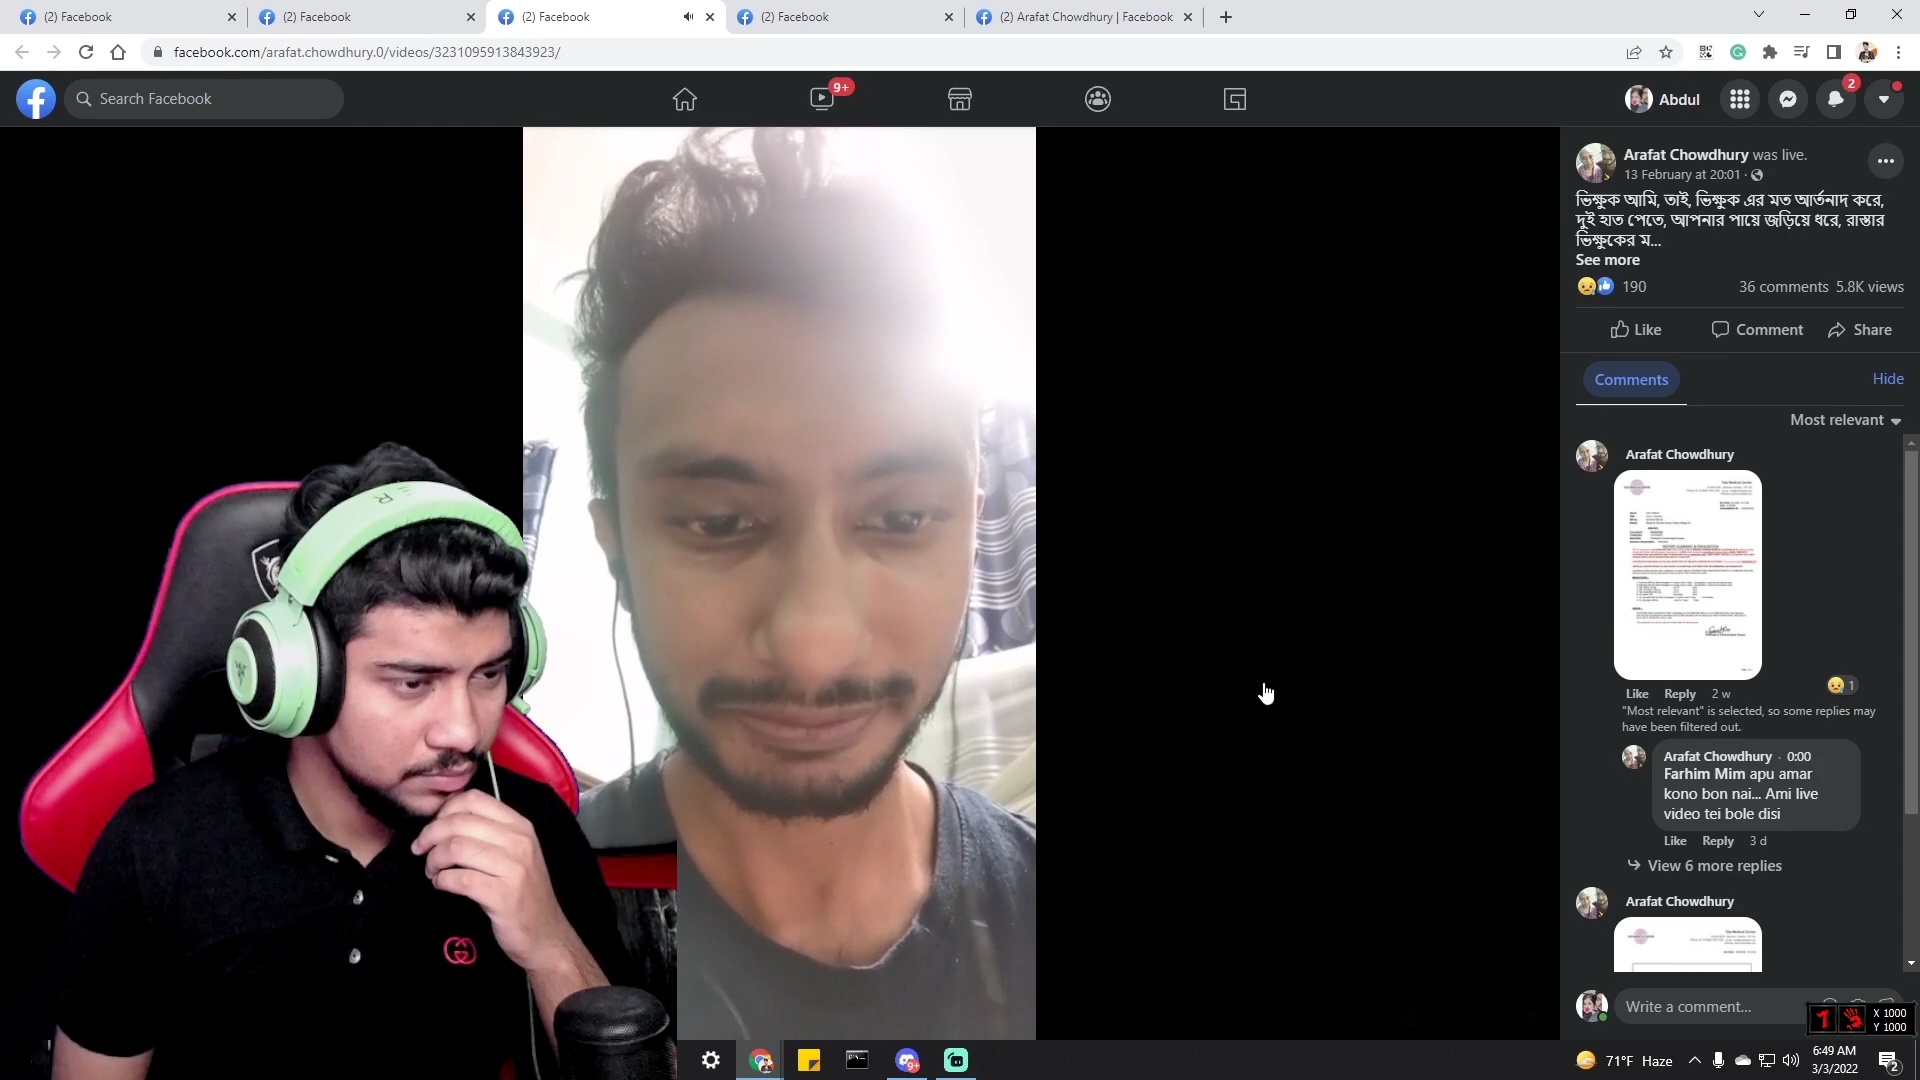 (2) Facebook
(2) Facebook
(2) Facebook
(2) Facebook
(2) Arafat Chowdhury | Facebook
facebook.com/arafat.chowdhury.0/videos/3231095913843923/
Search Facebook
9+
Abdul
2
Arafat Chowdhury was live.
13 February at 20:01 ·
ভিক্ষুক আমি, তাই, ভিক্ষুক এর মত আর্তনাদ করে,
দুই হাত পেতে, আপনার পায়ে জড়িয়ে ধরে, রাস্তার
ভিক্ষুকের ম...
See more
190
36 comments 5.8K views
Like
Comment
Share
Comments
Hide
Most relevant
Arafat Chowdhury
Like Reply 2 w
1
"Most relevant" is selected, so some replies may
have been filtered out.
Arafat Chowdhury · 0:00
Farhim Mim apu amar
kono bon nai... Ami live
video tei bole disi
Like Reply 3 d
View 6 more replies
Arafat Chowdhury
Write a comment...
X 1000
Y 1000
9+
71°F Haze
6:49 AM
3/3/2022
2